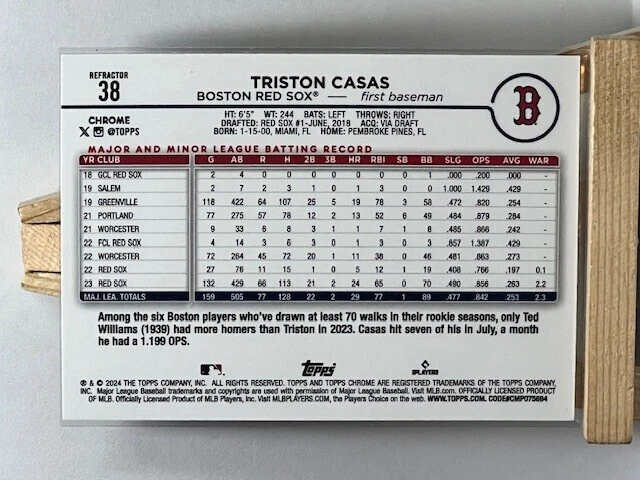 REFRACTOR
38
TRISTON CASAS
BOSTON RED SOX® — first baseman
B
CHROME
X @TOPPS
HT: 6'5" WT: 244 BATS: LEFT THROWS: RIGHT
DRAFTED: RED SOX #1-JUNE, 2018 ACQ: VIA DRAFT
BORN: 1-15-00, MIAMI, FL HOME: PEMBROKE PINES, FL
MAJOR AND MINOR LEAGUE BATTING RECORD
YR CLUB G AB R H 2B 3B HR RBI SB BB SLG OPS AVG WAR
18 GCL RED SOX 2 4 0 0 0 0 0 1 0 1 .000 .200 .000 -
19 SALEM 2 7 2 3 1 0 1 3 0 0 1.000 1.429 .429 -
19 GREENVILLE 118 422 64 107 25 5 19 78 3 58 .472 .820 .254 -
21 PORTLAND 77 275 57 78 12 2 13 52 6 49 .484 .879 .284 -
21 WORCESTER 9 33 6 8 3 1 1 7 1 8 .485 .866 .242 -
22 FCL RED SOX 4 14 3 6 3 0 1 3 0 3 .857 1.387 .429 -
22 WORCESTER 72 264 45 72 20 1 11 38 0 46 .481 .863 .273 -
22 RED SOX 27 76 11 15 1 0 5 12 1 19 .408 .766 .197 0.1
23 RED SOX 132 429 66 113 21 2 24 65 0 70 .490 .856 .263 2.2
MAJ. LEA. TOTALS 159 505 77 128 22 2 29 77 1 89 .477 .842 .253 2.3
Among the six Boston players who've drawn at least 70 walks in their rookie seasons, only Ted
Williams (1939) had more homers than Triston in 2023. Casas hit seven of his in July, a month
he had a 1.199 OPS.
topps
PLAYERS
® & © 2024 THE TOPPS COMPANY, INC. ALL RIGHTS RESERVED. TOPPS AND TOPPS CHROME ARE REGISTERED TRADEMARKS OF THE TOPPS COMPANY,
INC. Major League Baseball trademarks and copyrights are used with permission of Major League Baseball. Visit MLB.com. OFFICIALLY LICENSED PRODUCT
OF MLB. Officially Licensed Product of MLB Players, Inc. Visit MLBPLAYERS.COM, the Players Choice on the web. WWW.TOPPS.COM. CODE#CMP075694